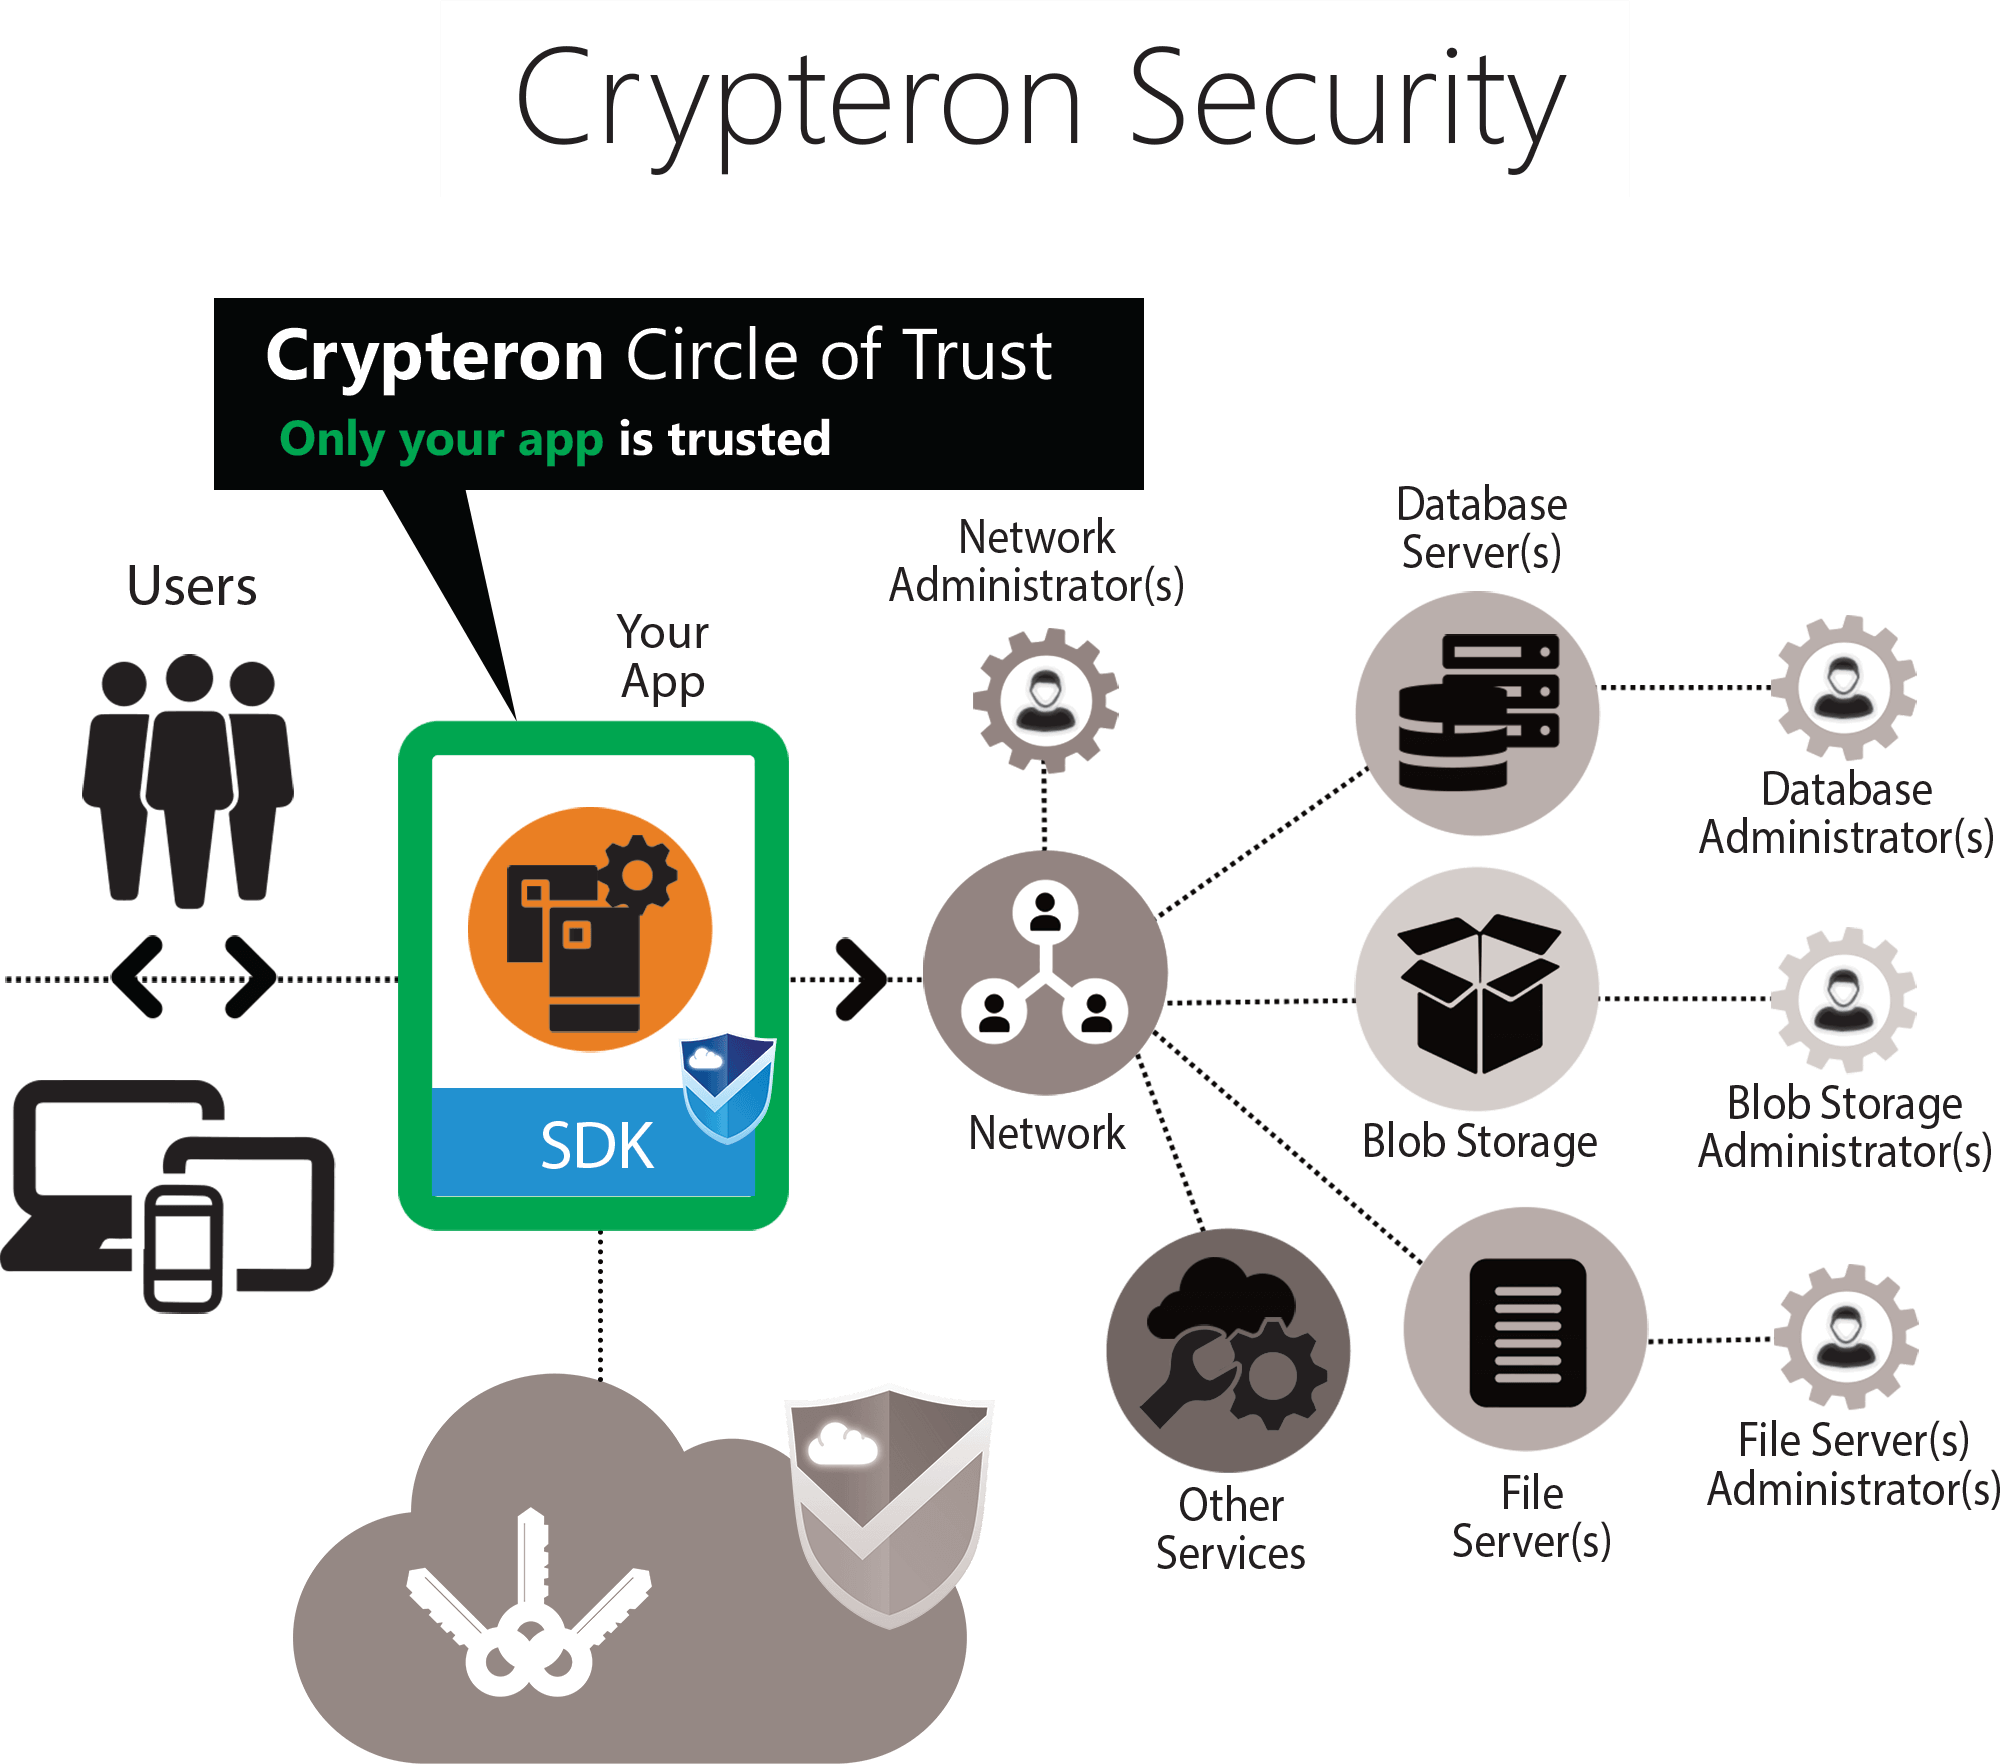 Crypteron Security
Crypteron Circle of Trust
Only your app is trusted
Users
Your
App
SDK
Network
Administrator(s)
Network
Database
Server(s)
Database
Administrator(s)
Blob Storage
Blob Storage
Administrator(s)
Other
Services
File
Server(s)
File Server(s)
Administrator(s)